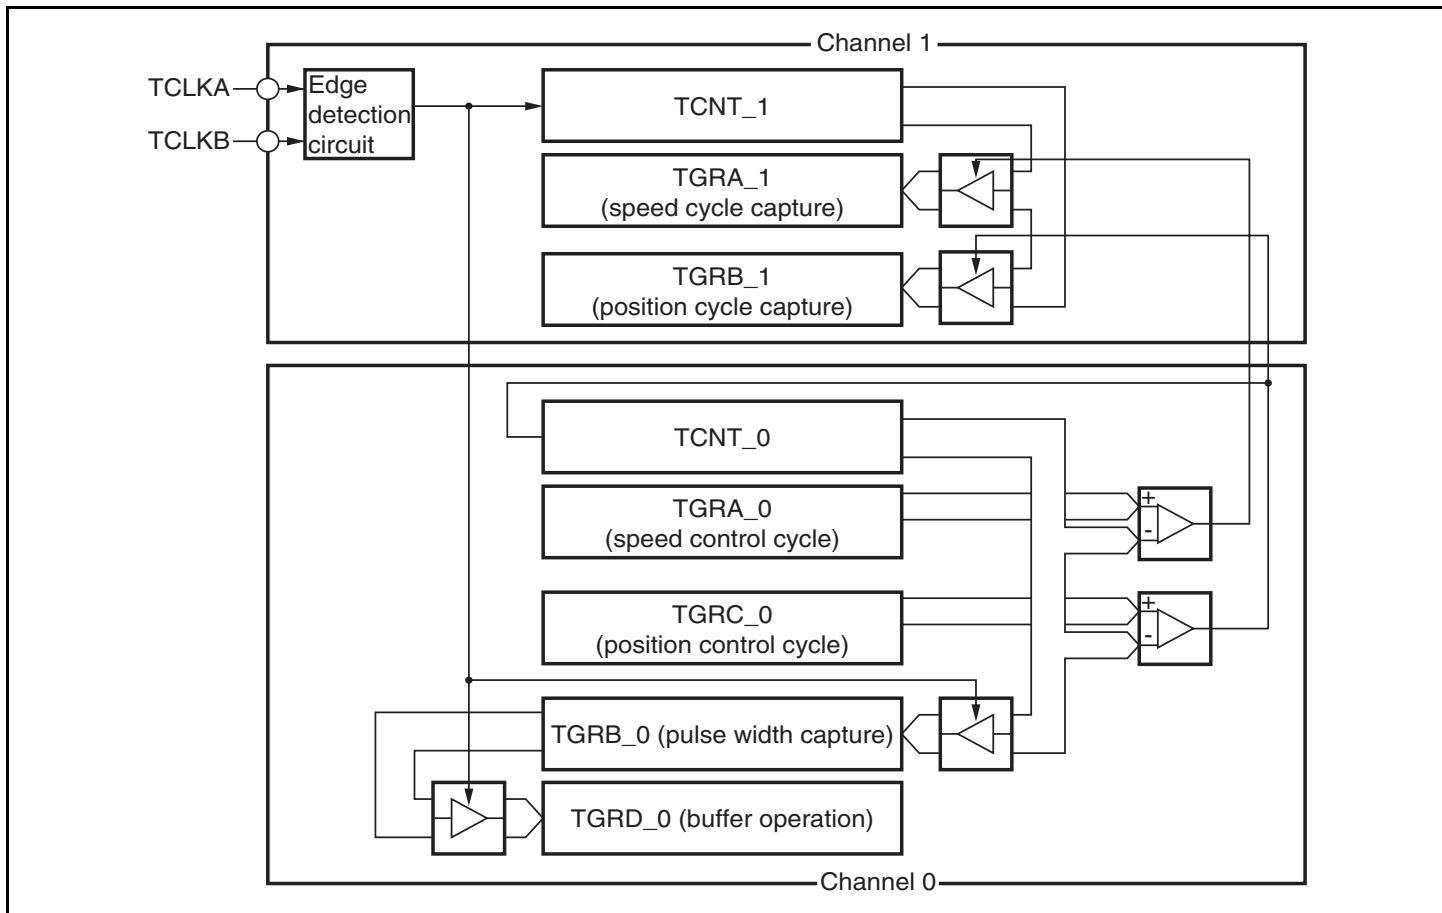 Channel 1
TCLKA
TCLKB
Edge
detection
circuit
TCNT_1
TGRA_1
(speed cycle capture)
TGRB_1
(position cycle capture)
TCNT_0
TGRA_0
(speed control cycle)
+
-
TGRC_0
(position control cycle)
+
-
TGRB_0 (pulse width capture)
TGRD_0 (buffer operation)
Channel 0